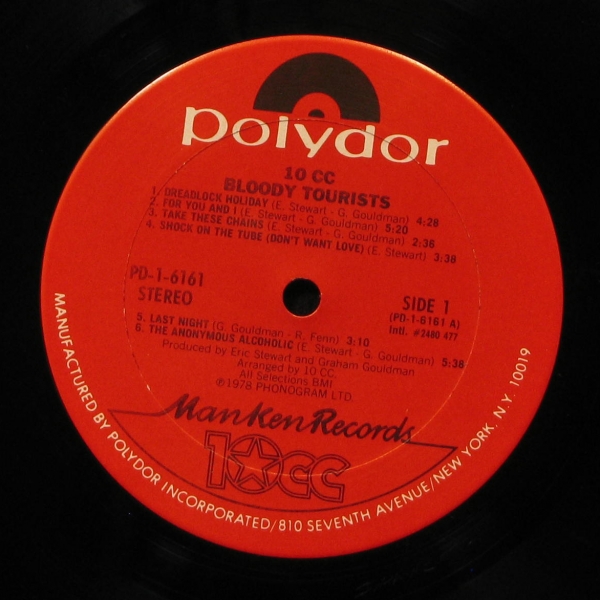 polydor
10 CC
BLOODY TOURISTS
1. DREADLOCK HOLIDAY (E. Stewart - G. Gouldman) 4:28
2. FOR YOU AND I (E. Stewart - G. Gouldman) 5:20
3. TAKE THESE CHAINS (E. Stewart - G. Gouldman) 2:36
4. SHOCK ON THE TUBE (DON'T WANT LOVE) (E. Stewart) 3:38
PD-1-6161
STEREO
SIDE 1
(PD-1-6161 A)
Intl. #2480 477
5. LAST NIGHT (G. Gouldman - R. Fenn) 3:10
6. THE ANONYMOUS ALCOHOLIC (E. Stewart - G. Gouldman) 5:38
Produced by Eric Stewart and Graham Gouldman
Arranged by 10 CC.
All Selections BMI
℗1978 PHONOGRAM LTD.
ManKen Records
10CC
MANUFACTURED BY POLYDOR INCORPORATED/810 SEVENTH AVENUE/NEW YORK. N.Y. 10019